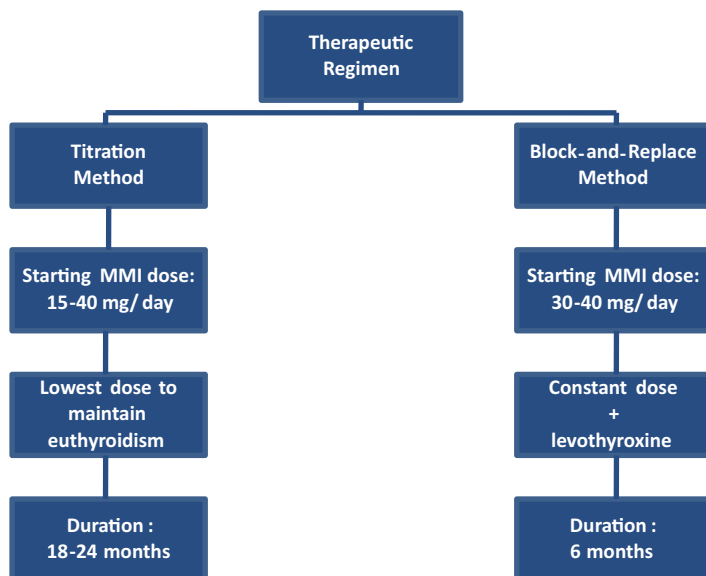 Therapeutic
Regimen
Titration
Method
Starting MMI dose:
15-40 mg/ day
Lowest dose to
maintain
euthyroidism
Duration :
18-24 months
Block-and-Replace
Method
Starting MMI dose:
30-40 mg/ day
Constant dose
+
levothyroxine
Duration :
6 months